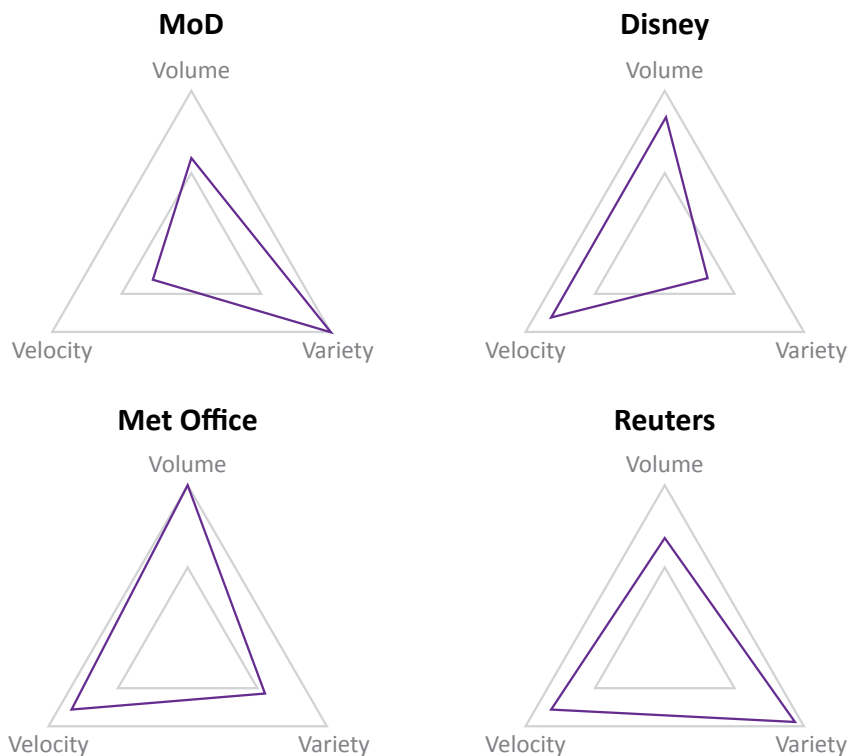 MoD
Volume
Velocity
Variety
Disney
Volume
Velocity
Variety
Met Office
Volume
Velocity
Variety
Reuters
Volume
Velocity
Variety